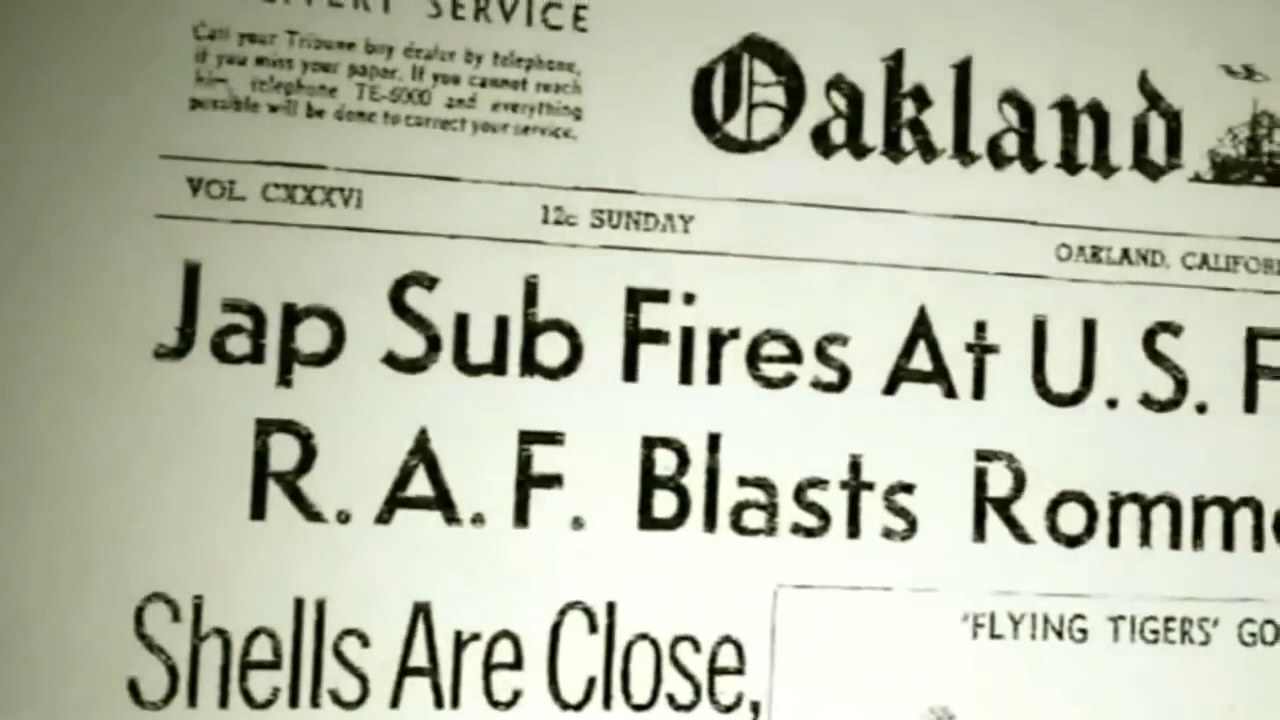 SERVICE
Call your Tribune boy dealer by telephone,
if you miss your paper. If you cannot reach
him, telephone TE-6000 and everything
possible will be done to correct your service.
Oakland
VOL. CXXXVI
12c SUNDAY
OAKLAND, CALIFOR
Jap Sub Fires At U.S. F
R.A.F. Blasts Romme
Shells Are Close,
'FLYING TIGERS' GO